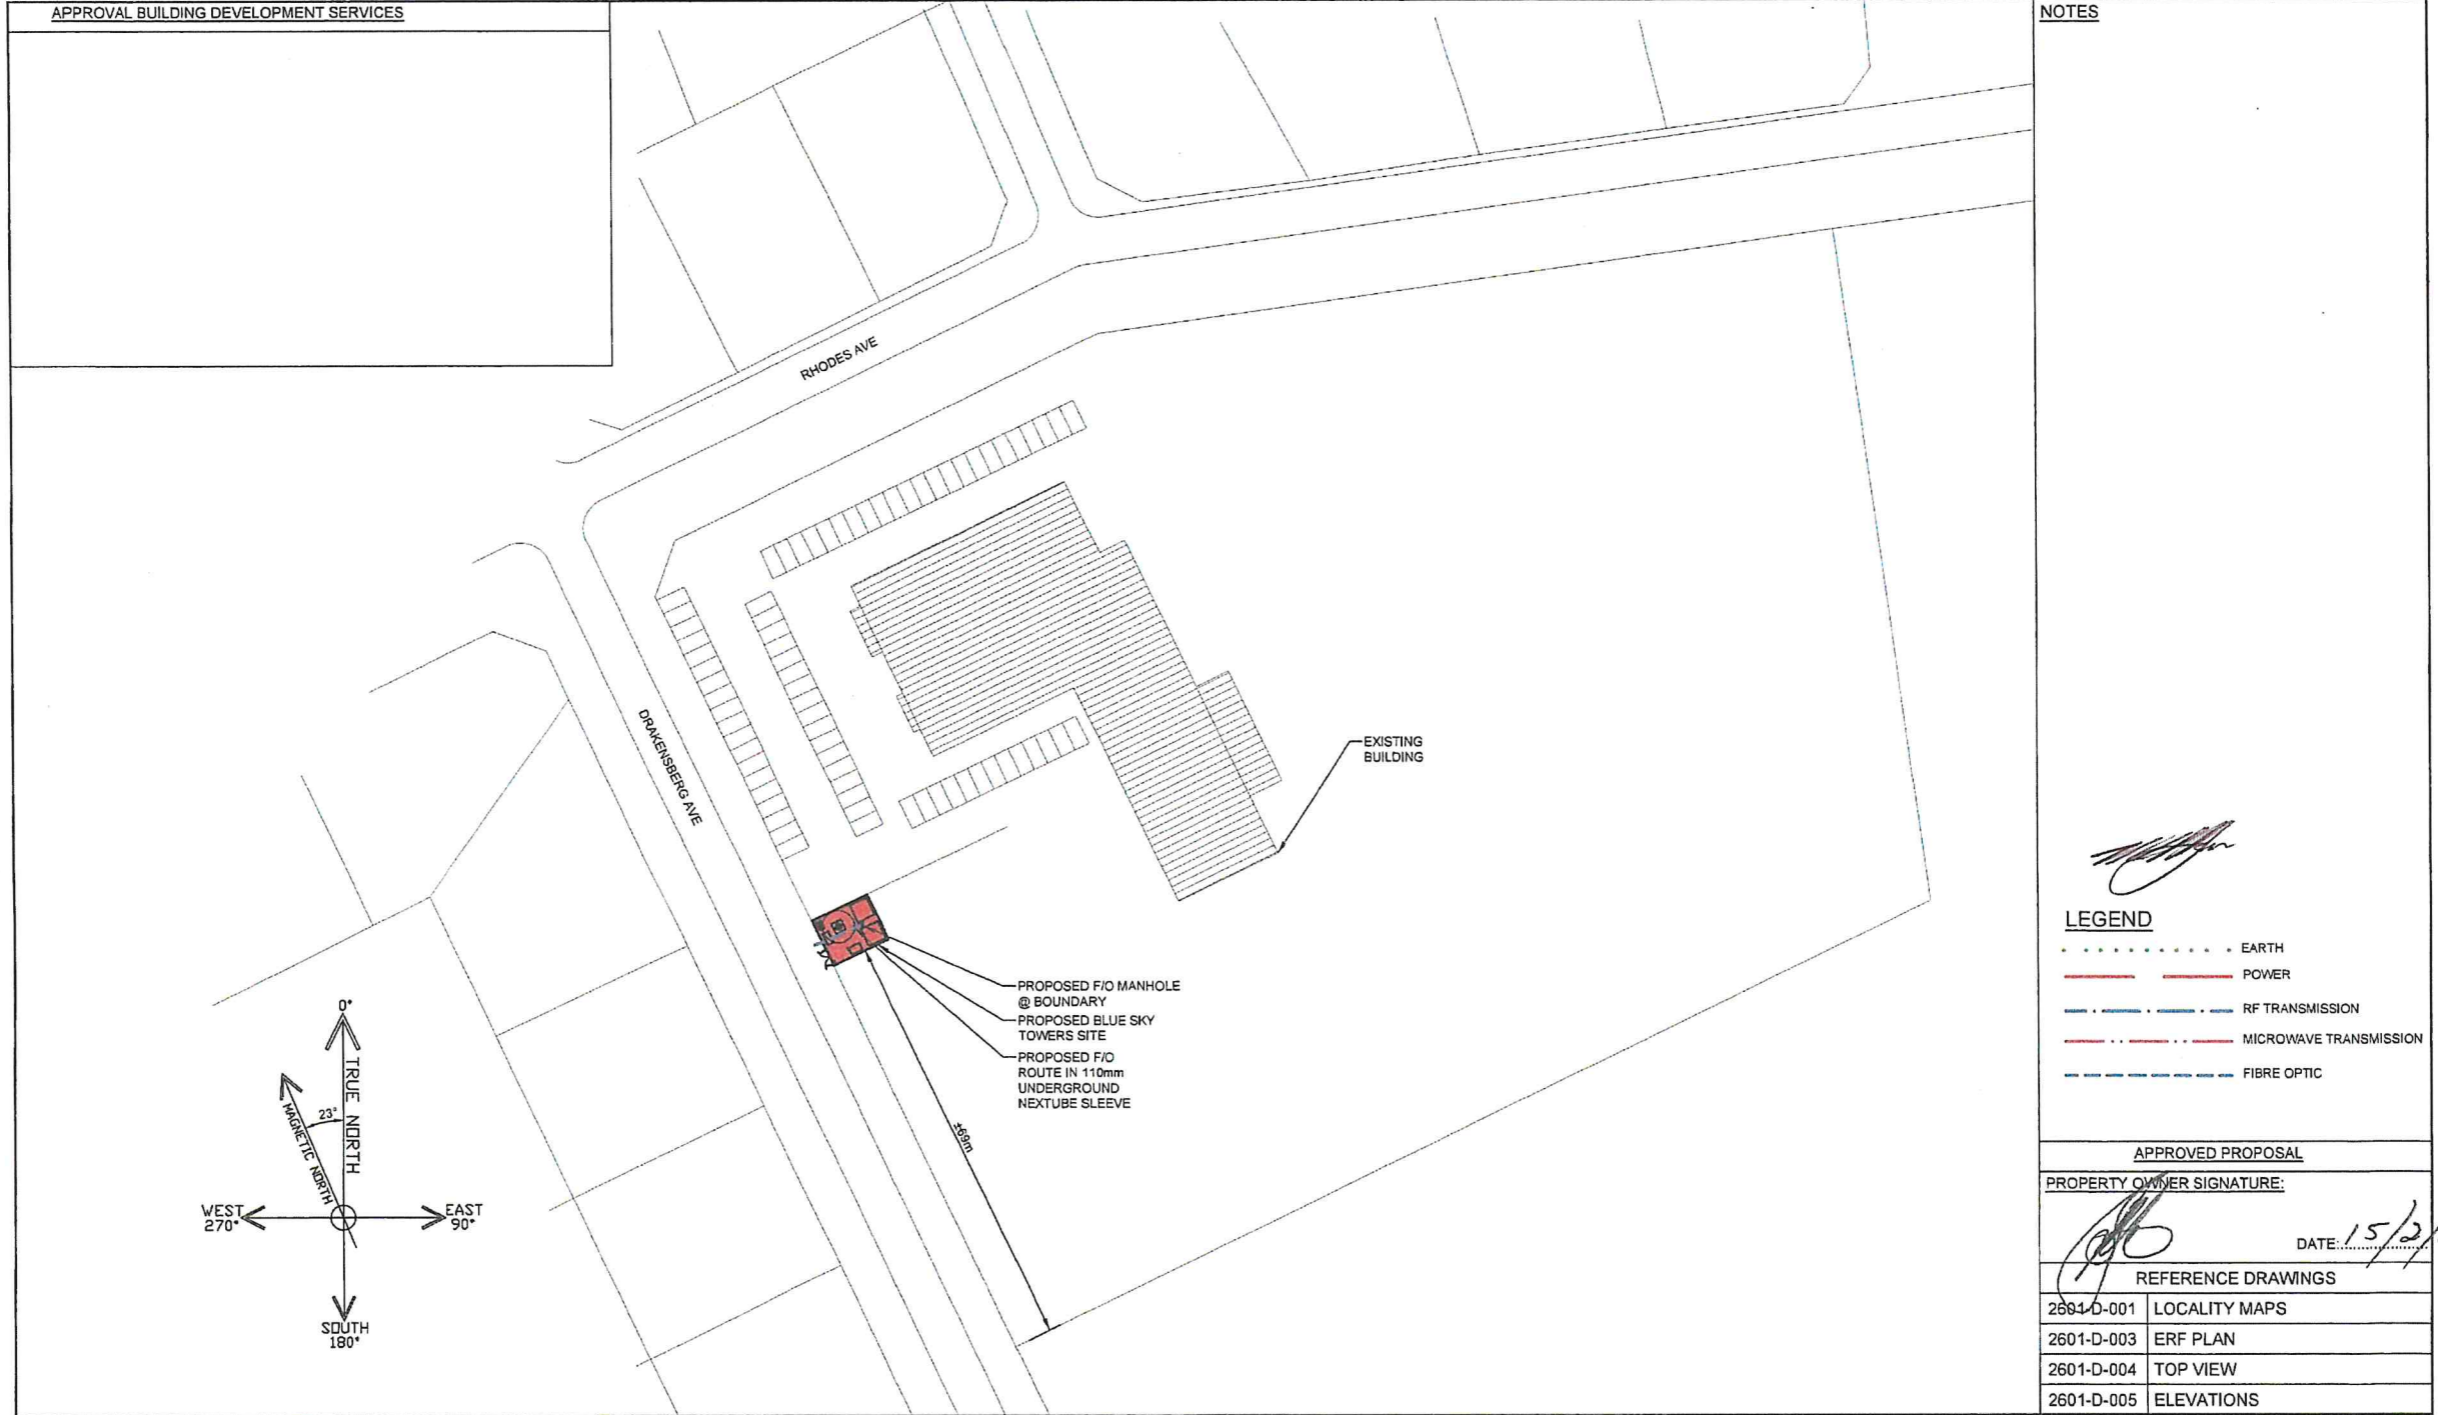 APPROVAL BUILDING DEVELOPMENT SERVICES
NOTES
RHODES AVE
DRAKENSBERG AVE
EXISTING
BUILDING
PROPOSED F/O MANHOLE
@ BOUNDARY
PROPOSED BLUE SKY
TOWERS SITE
PROPOSED F/O
ROUTE IN 110mm
UNDERGROUND
NEXTUBE SLEEVE
±69m
0°
TRUE NORTH
MAGNETIC NORTH
23°
WEST
270°
EAST
90°
SOUTH
180°
LEGEND
EARTH
POWER
RF TRANSMISSION
MICROWAVE TRANSMISSION
FIBRE OPTIC
APPROVED PROPOSAL
PROPERTY OWNER SIGNATURE:
DATE: 15/2/
REFERENCE DRAWINGS
2601-D-001 LOCALITY MAPS
2601-D-003 ERF PLAN
2601-D-004 TOP VIEW
2601-D-005 ELEVATIONS